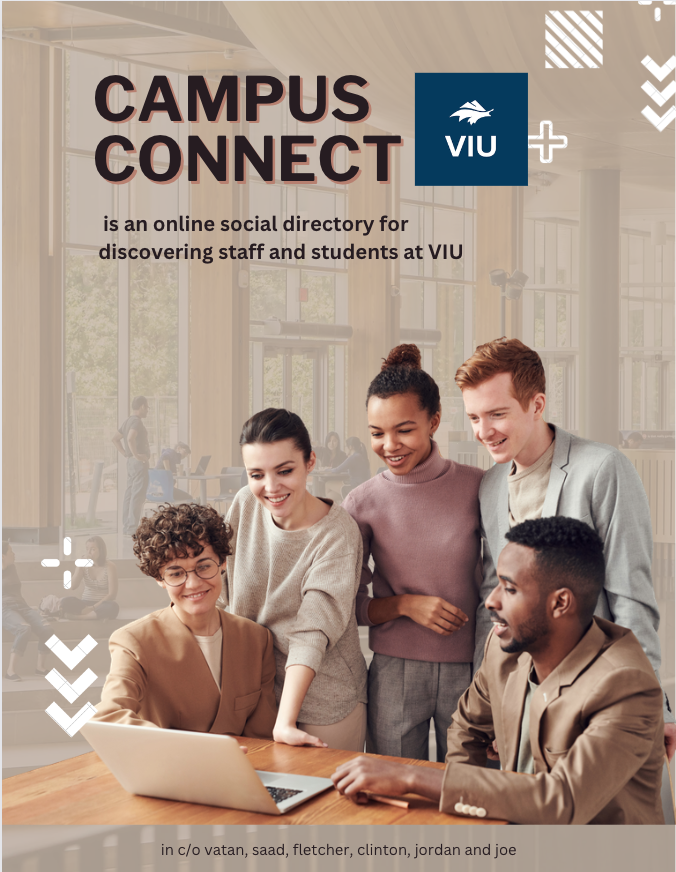 CAMPUS
CONNECT
VIU
is an online social directory for
discovering staff and students at VIU
in c/o vatan, saad, fletcher, clinton, jordan and joe